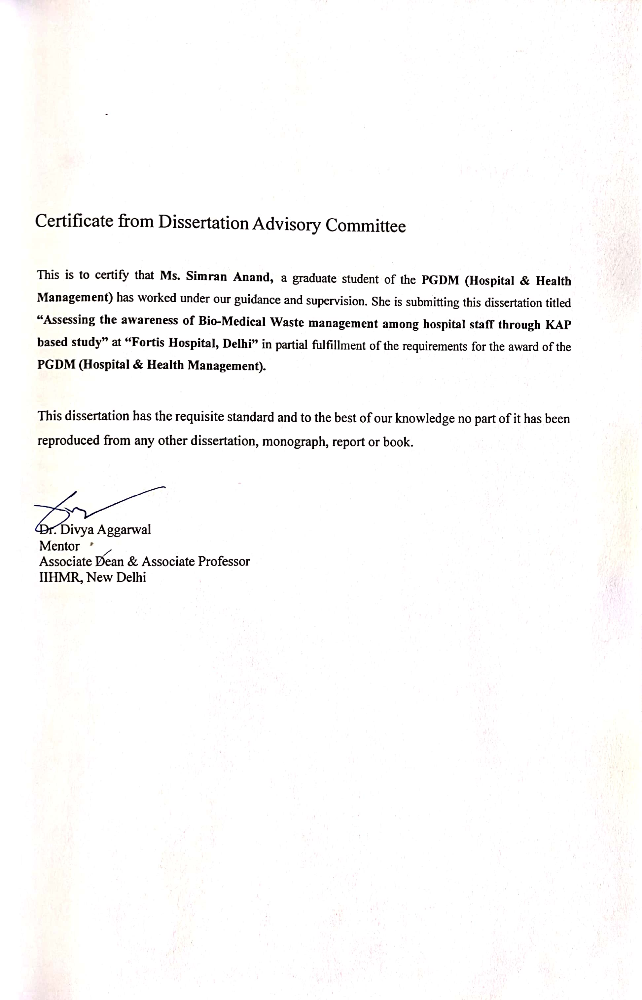 Certificate from Dissertation Advisory Committee
This is to certify that Ms. Simran Anand, a graduate student of the PGDM (Hospital & Health
Management) has worked under our guidance and supervision. She is submitting this dissertation titled
“Assessing the awareness of Bio-Medical Waste management among hospital staff through KAP
based study” at “Fortis Hospital, Delhi” in partial fulfillment of the requirements for the award of the
PGDM (Hospital & Health Management).
This dissertation has the requisite standard and to the best of our knowledge no part of it has been
reproduced from any other dissertation, monograph, report or book.
Dr. Divya Aggarwal
Mentor
Associate Dean & Associate Professor
IIHMR, New Delhi